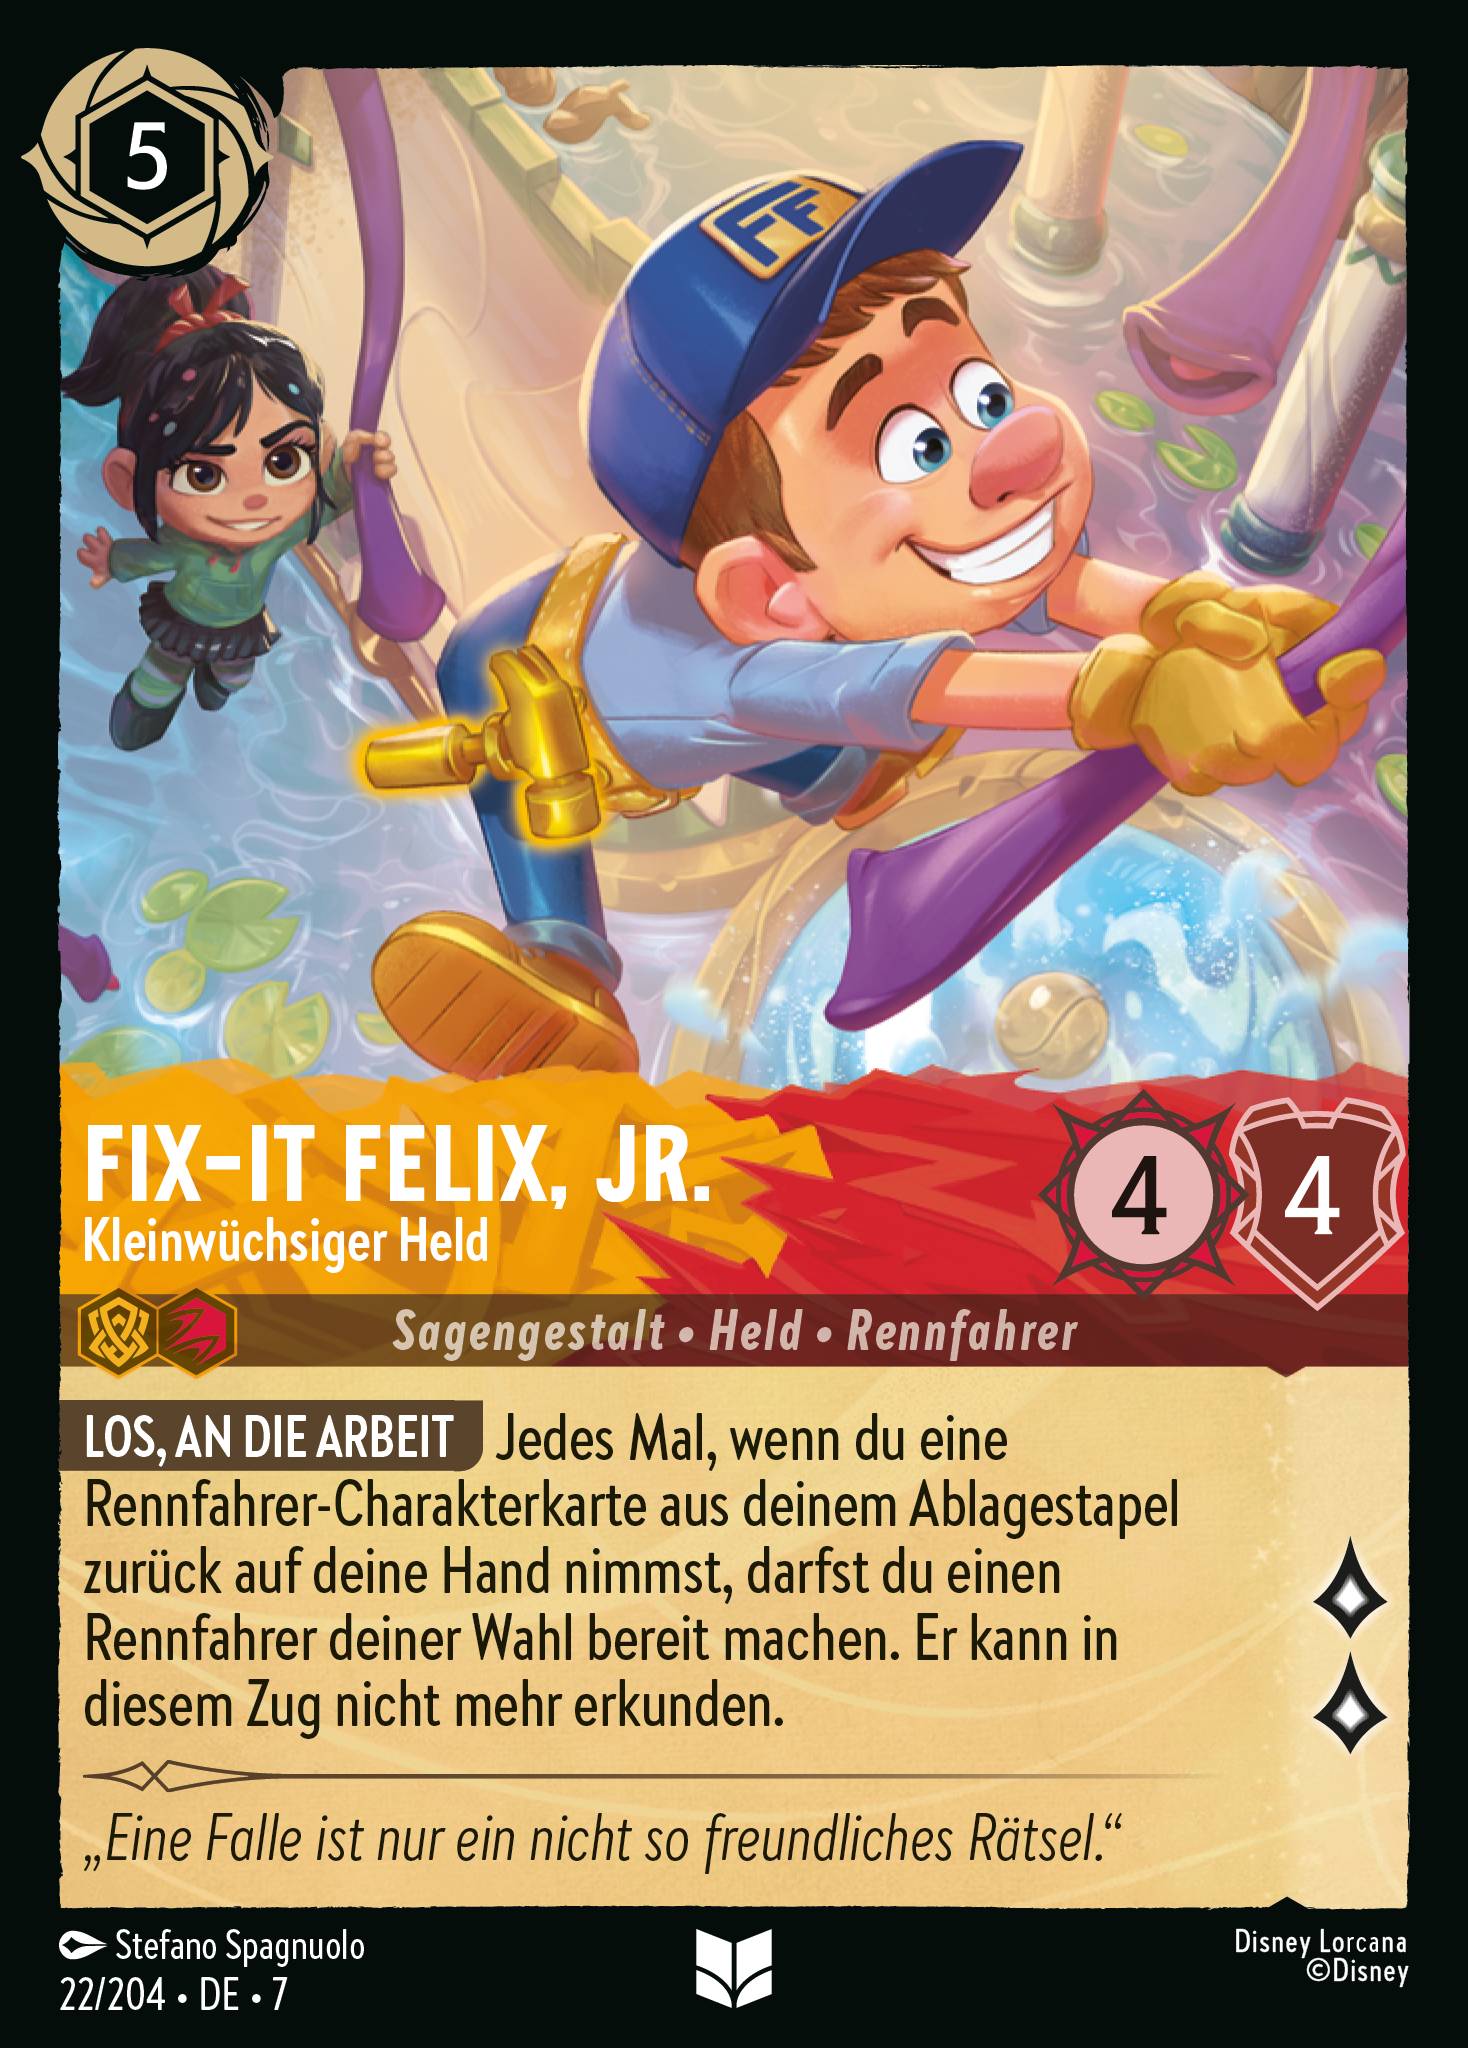 5
FF
FIX-IT FELIX, JR.
Kleinwüchsiger Held
4 4
Sagengestalt • Held • Rennfahrer
LOS, AN DIE ARBEIT Jedes Mal, wenn du eine
Rennfahrer-Charakterkarte aus deinem Ablagestapel
zurück auf deine Hand nimmst, darfst du einen
Rennfahrer deiner Wahl bereit machen. Er kann in
diesem Zug nicht mehr erkunden.
„Eine Falle ist nur ein nicht so freundliches Rätsel.“
Stefano Spagnuolo
22/204 • DE • 7
Disney Lorcana
©Disney